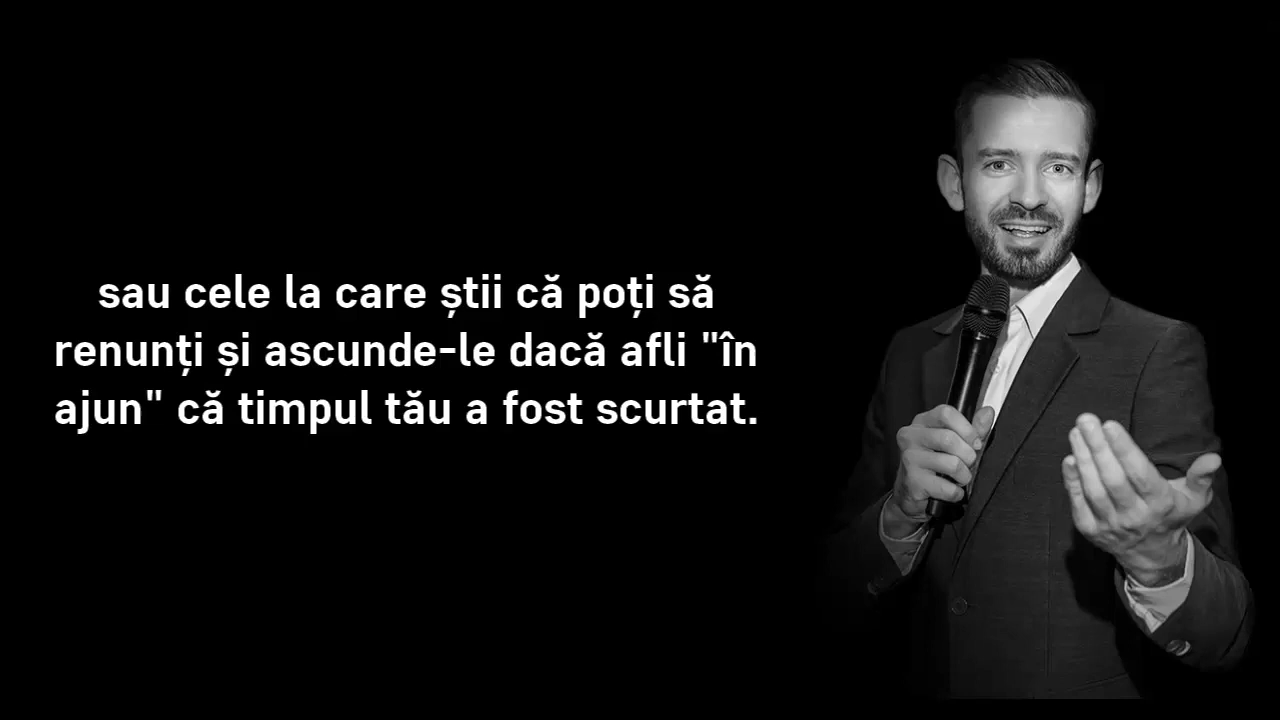 sau cele la care știi că poți să
renunți și ascunde-le dacă afli "în
ajun" că timpul tău a fost scurtat.